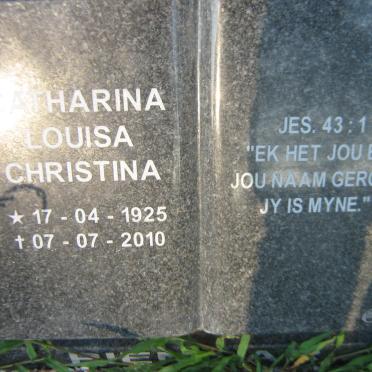 ATHARINA
LOUISA
CHRISTINA
★ 17 - 04 - 1925
† 07 - 07 - 2010
JES. 43 : 1
"EK HET JOU
JOU NAAM
JY IS MYNE."